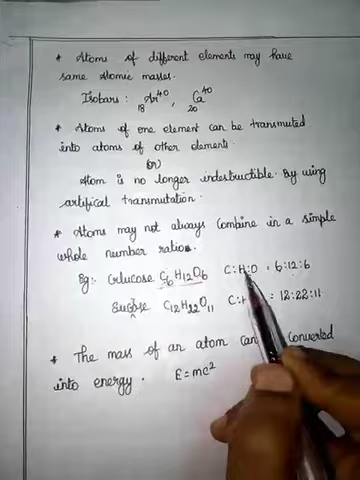 * Atoms of different elements may have
same Atomic masses.
Isobars : ₁₈Ar⁴⁰, ₂₀Ca⁴⁰
* Atoms of one element can be transmuted
into atoms of other elements.
(or)
Atom is no longer indestructible. By using
artifical transmutation.
* Atoms may not always combine in a simple
whole number ratio.
Eg:- Glucose C₆H₁₂O₆ C:H:O = 6:12:6
C₁₂H₂₂O₁₁ C:H = 12:22:11
* The mass of an atom can converted
into energy. E=mc²